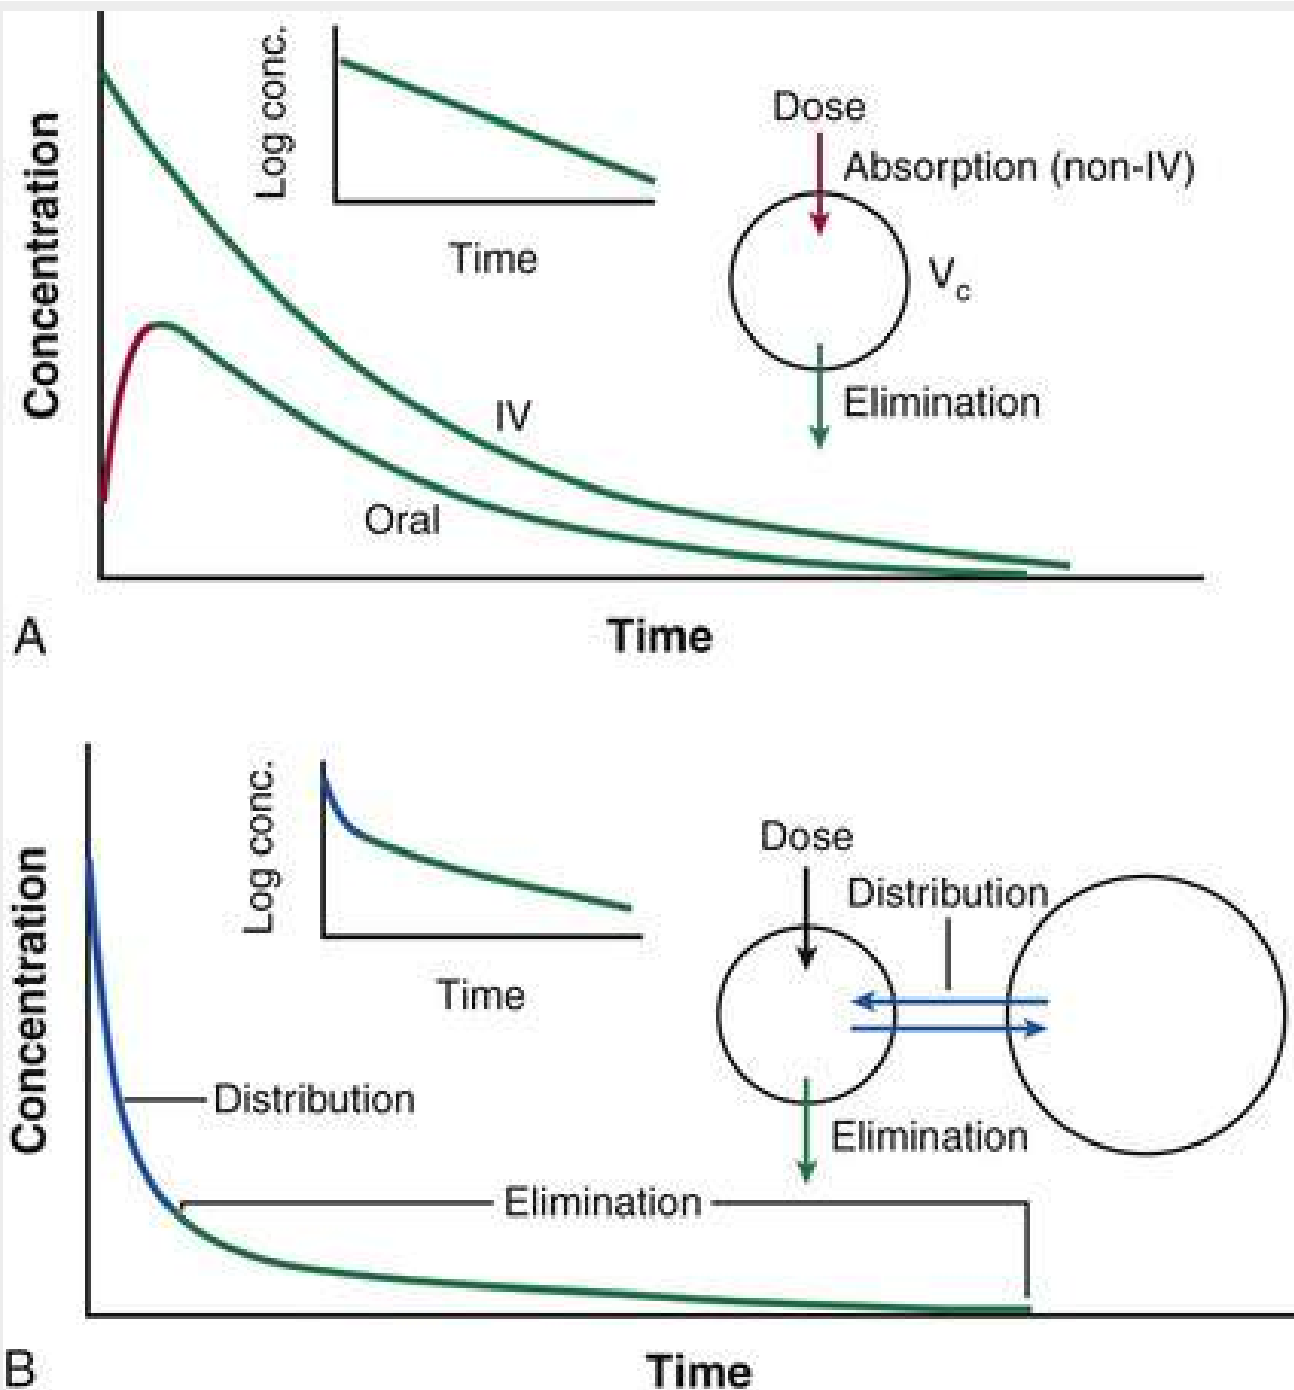 Concentration
Log conc.
Time
Dose
Absorption (non-IV)
V_c
Elimination
IV
Oral
Time
A
Concentration
Log conc.
Time
Dose
Distribution
Elimination
Distribution
Elimination
Time
B